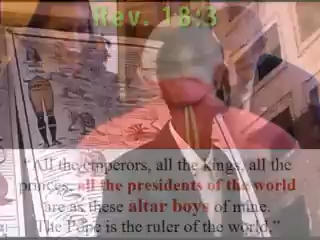 Rev. 18:3
“All the emperors, all the kings, all the
princes, all the presidents of the world
are as these altar boys of mine.
The Pope is the ruler of the world.”